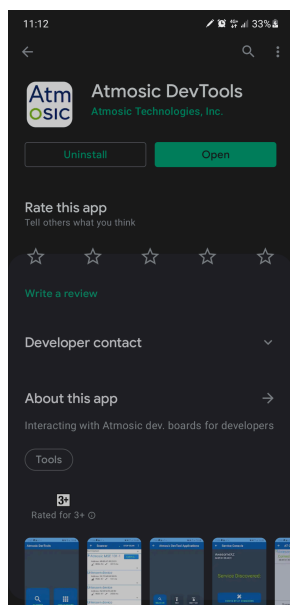 11:12
33%
Atm
osic
Atmosic DevTools
Atmosic Technologies, Inc.
Uninstall
Open
Rate this app
Tell others what you think
Write a review
Developer contact
About this app
Interacting with Atmosic dev. boards for developers
Tools
3+
Rated for 3+